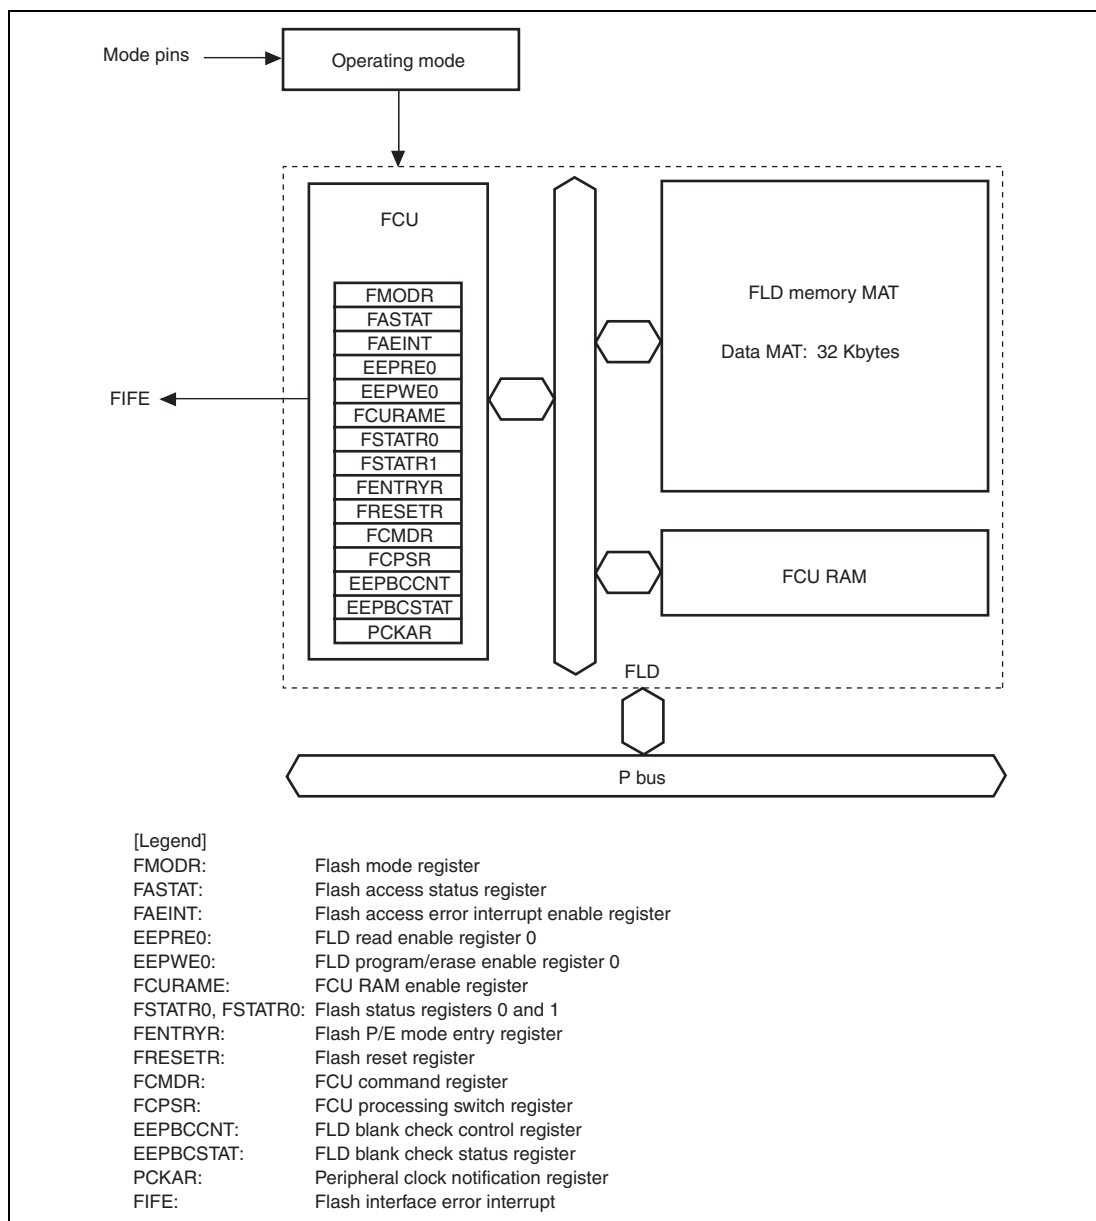 Mode pins
Operating mode
FCU
FMODR
FASTAT
FAEINT
EEPRE0
EEPWE0
FCURAME
FSTATR0
FSTATR1
FENTRYR
FRESETR
FCMDR
FCPSR
EEPBCCNT
EEPBCSTAT
PCKAR
FIFE
FLD memory MAT
Data MAT: 32 Kbytes
FCU RAM
FLD
P bus
[Legend]
FMODR: Flash mode register
FASTAT: Flash access status register
FAEINT: Flash access error interrupt enable register
EEPRE0: FLD read enable register 0
EEPWE0: FLD program/erase enable register 0
FCURAME: FCU RAM enable register
FSTATR0, FSTATR0: Flash status registers 0 and 1
FENTRYR: Flash P/E mode entry register
FRESETR: Flash reset register
FCMDR: FCU command register
FCPSR: FCU processing switch register
EEPBCCNT: FLD blank check control register
EEPBCSTAT: FLD blank check status register
PCKAR: Peripheral clock notification register
FIFE: Flash interface error interrupt